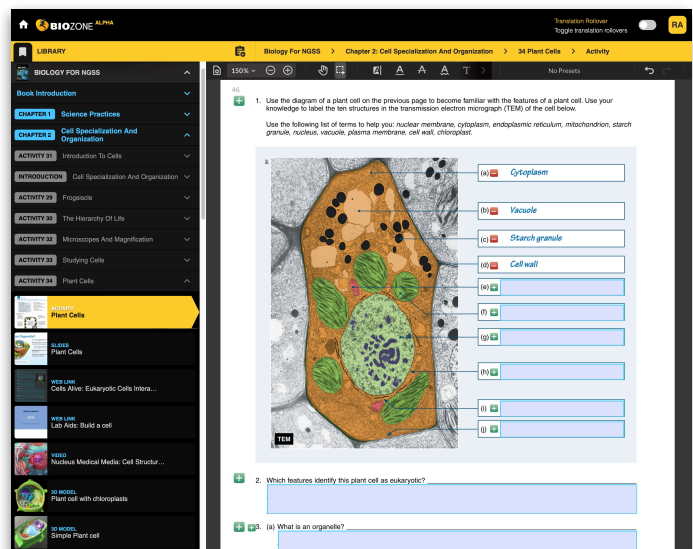 BIOZONE ALPHA
Translation Rollover
Toggle translation rollovers
RA
LIBRARY
Biology For NGSS > Chapter 2: Cell Specialization And Organization > 34 Plant Cells > Activity
BIOLOGY FOR NGSS
150%
A
A
A
T
No Presets
Book Introduction
CHAPTER 1 Science Practices
CHAPTER 2 Cell Specialization And Organization
ACTIVITY 31 Introduction To Cells
INTRODUCTION Cell Specialization And Organization
ACTIVITY 29 Frogsicle
ACTIVITY 30 The Hierarchy Of Life
ACTIVITY 32 Microscopes And Magnification
ACTIVITY 33 Studying Cells
ACTIVITY 34 Plant Cells
ACTIVITY
Plant Cells
SLIDES
Plant Cells
WEB LINK
Cells Alive: Eukaryotic Cells Intera...
WEB LINK
Lab Aids: Build a cell
VIDEO
Nucleus Medical Media: Cell Structur...
3D MODEL
Plant cell with chloroplasts
3D MODEL
Simple Plant cell
46
1. Use the diagram of a plant cell on the previous page to become familiar with the features of a plant cell. Use your
knowledge to label the ten structures in the transmission electron micrograph (TEM) of the cell below.
Use the following list of terms to help you: nuclear membrane, cytoplasm, endoplasmic reticulum, mitochondrion, starch
granule, nucleus, vacuole, plasma membrane, cell wall, chloroplast.
(a) Cytoplasm
(b) Vacuole
(c) Starch granule
(d) Cell wall
(e)
(f)
(g)
(h)
(i)
(j)
TEM
2. Which features identify this plant cell as eukaryotic?
3. (a) What is an organelle?